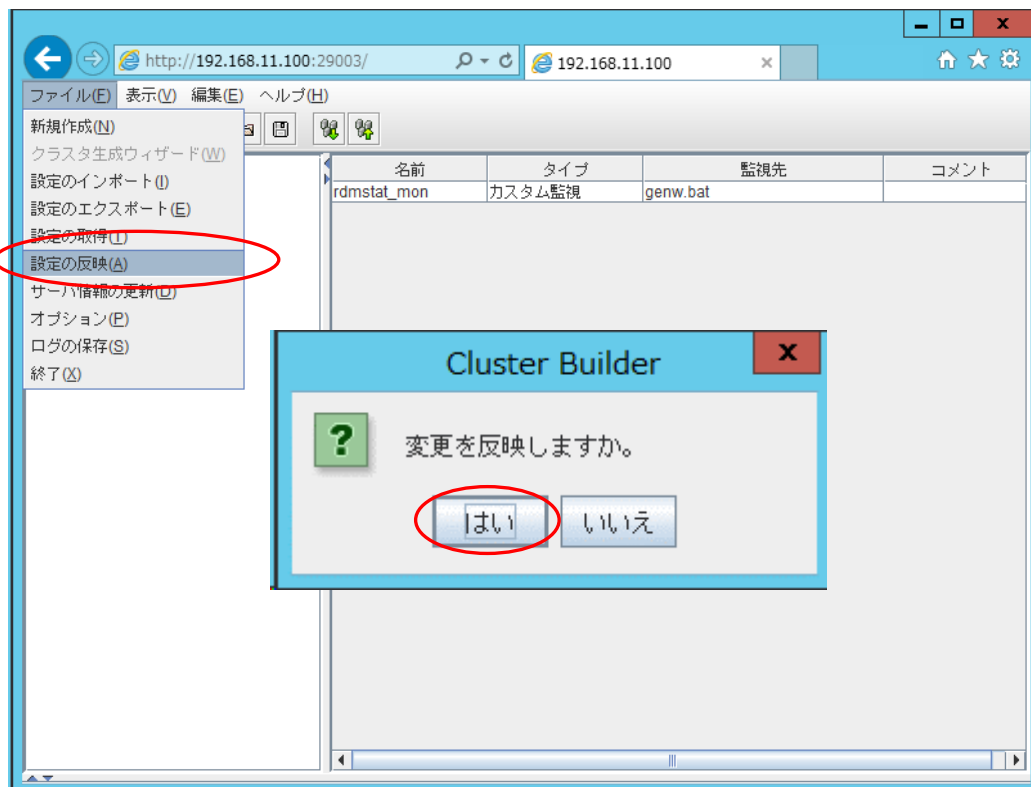 http://192.168.11.100:29003/
192.168.11.100
ファイル(F) 表示(V) 編集(E) ヘルプ(H)
新規作成(N)
クラスタ生成ウィザード(W)
設定のインポート(I)
設定のエクスポート(E)
設定の取得(T)
設定の反映(A)
サーバ情報の更新(D)
オプション(P)
ログの保存(S)
終了(X)
名前 タイプ 監視先 コメント
rdmstat_mon カスタム監視 genw.bat
Cluster Builder
変更を反映しますか。
はい いいえ